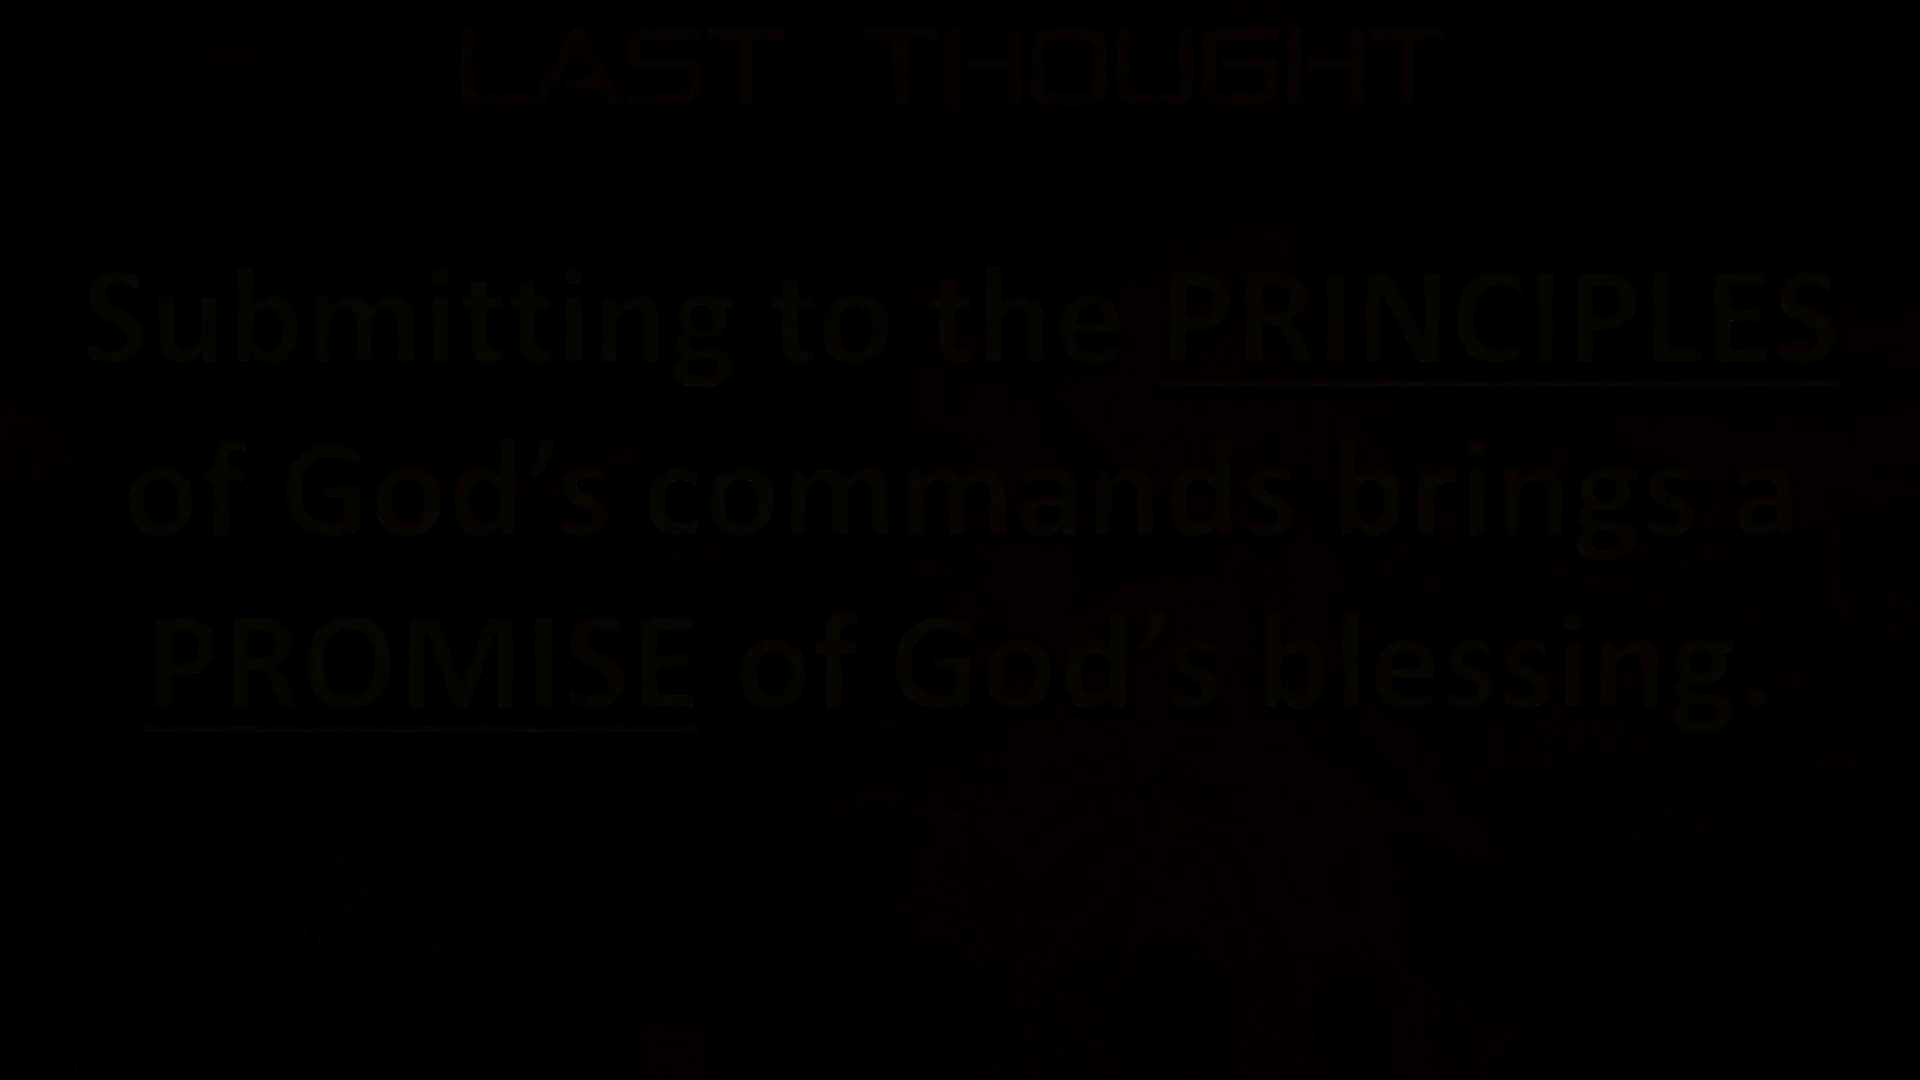 LAST THOUGHT
Submitting to the PRINCIPLES
of God’s commands brings a
PROMISE of God’s blessing.